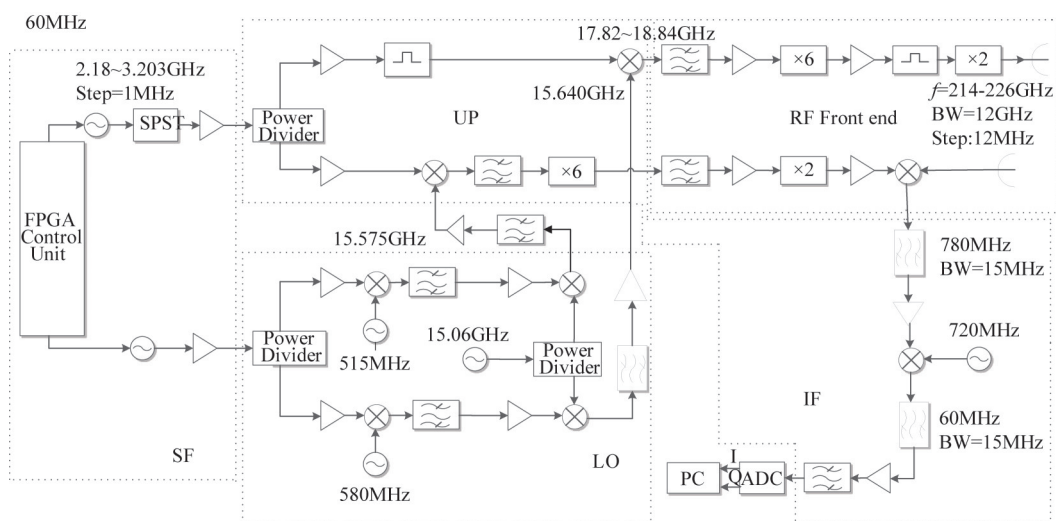 60MHz
2.18~3.203GHz
Step=1MHz
SPST
FPGA
Control
Unit
SF
Power
Divider
UP
×6
17.82~18.84GHz
15.640GHz
×6
×2
f=214-226GHz
BW=12GHz
Step:12MHz
RF Front end
×2
15.575GHz
Power
Divider
515MHz
15.06GHz
Power
Divider
580MHz
LO
780MHz
BW=15MHz
720MHz
IF
60MHz
BW=15MHz
I
Q
ADC
PC